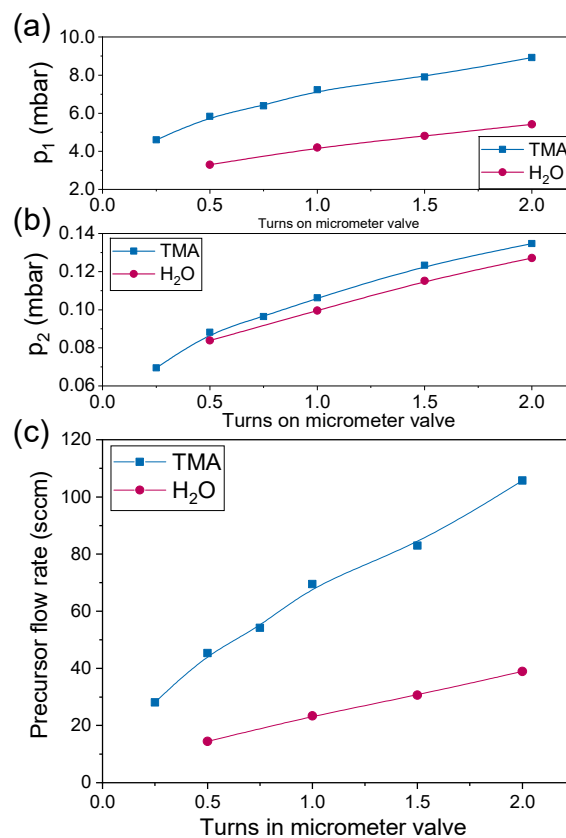 (a)
10.0
8.0
6.0
4.0
2.0
p₁ (mbar)
TMA
H₂O
0.0 0.5 1.0 1.5 2.0
Turns on micrometer valve
(b)
0.14
0.12
0.10
0.08
0.06
p₂ (mbar)
TMA
H₂O
0.0 0.5 1.0 1.5 2.0
Turns on micrometer valve
(c)
120
100
80
60
40
20
0
Precursor flow rate (sccm)
TMA
H₂O
0.0 0.5 1.0 1.5 2.0
Turns in micrometer valve